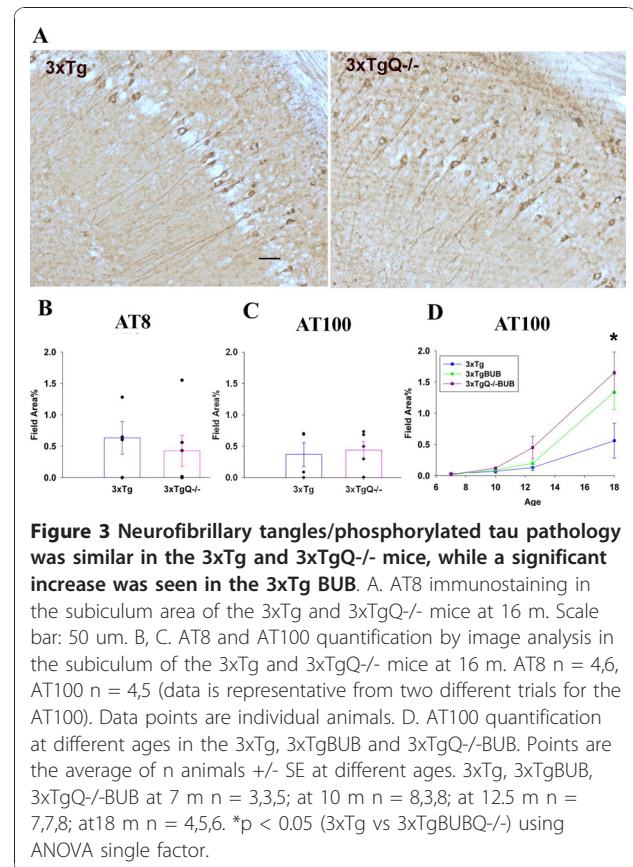 A
3xTg
3xTgQ-/-
B
AT8
Field Area%
2.0
1.5
1.0
0.5
0.0
3xTg
3xTgQ-/-
C
AT100
Field Area%
2.0
1.5
1.0
0.5
0.0
3xTg
3xTgQ-/-
D
AT100
*
Field Area%
2.0
1.5
1.0
0.5
0.0
3xTg
3xTgBUB
3xTgQ-/-BUB
6
8
10
12
14
16
18
Age
Figure 3 Neurofibrillary tangles/phosphorylated tau pathology
was similar in the 3xTg and 3xTgQ-/- mice, while a significant
increase was seen in the 3xTg BUB. A. AT8 immunostaining in
the subiculum area of the 3xTg and 3xTgQ-/- mice at 16 m. Scale
bar: 50 um. B, C. AT8 and AT100 quantification by image analysis in
the subiculum of the 3xTg and 3xTgQ-/- mice at 16 m. AT8 n = 4,6,
AT100 n = 4,5 (data is representative from two different trials for the
AT100). Data points are individual animals. D. AT100 quantification
at different ages in the 3xTg, 3xTgBUB and 3xTgQ-/-BUB. Points are
the average of n animals +/- SE at different ages. 3xTg, 3xTgBUB,
3xTgQ-/-BUB at 7 m n = 3,3,5; at 10 m n = 8,3,8; at 12.5 m n =
7,7,8; at18 m n = 4,5,6. *p < 0.05 (3xTg vs 3xTgBUBQ-/-) using
ANOVA single factor.